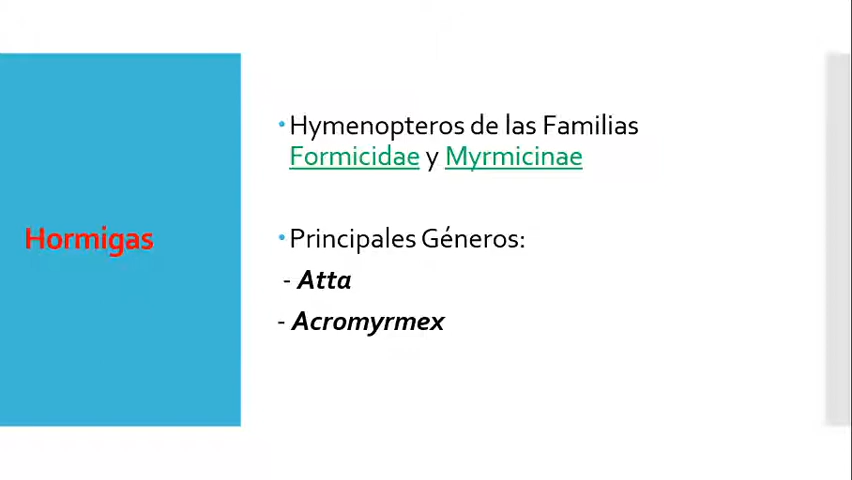 Hormigas
•Hymenopteros de las Familias
Formicidae y Myrmicinae
•Principales Géneros:
- Atta
- Acromyrmex